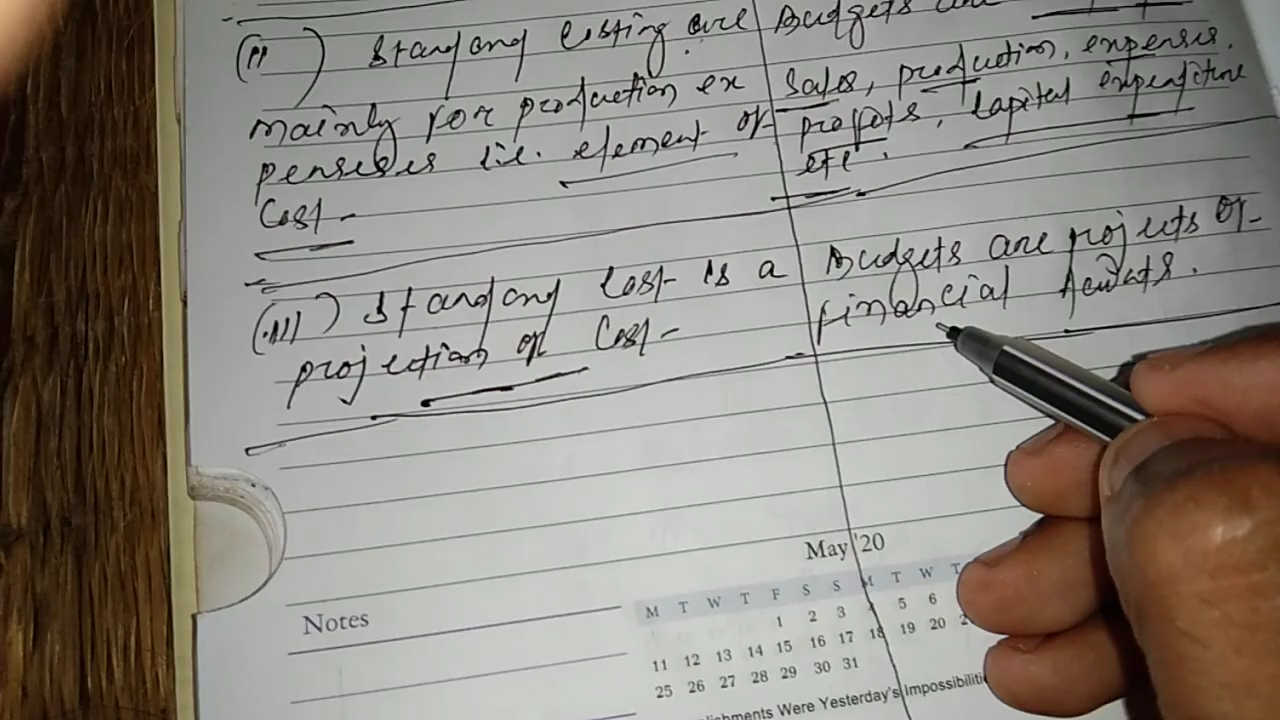 (ii) Standard costing are
mainly for production ex
penseses i.e. element of
Cost-
Budgets are
Sales, production, expenses.
profits, Capital expenditure
etc.
(iii) Standard Cost is a
projection of Cost-
Budgets are projects of
financial
May '20
M T W T F S S M T W T
1 2 3 5 6
11 12 13 14 15 16 17 18 19 20
25 26 27 28 29 30 31
Notes
lishments Were Yesterday's Impossibiliti